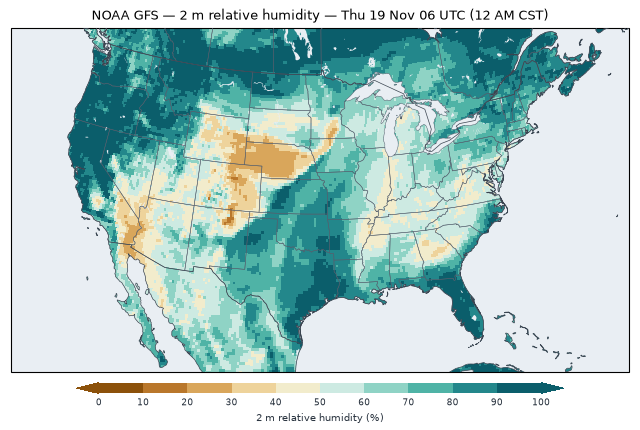 NOAA GFS — 2 m relative humidity — Thu 19 Nov 06 UTC (12 AM CST)
0 10 20 30 40 50 60 70 80 90 100
2 m relative humidity (%)